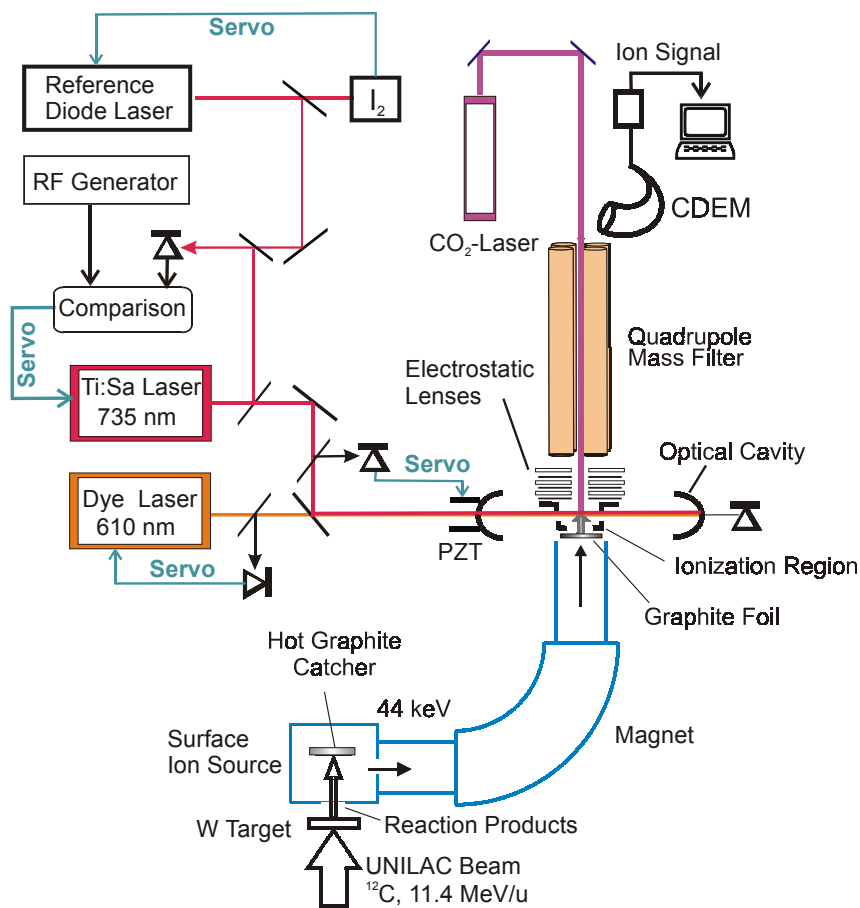 Servo
Ion Signal
Reference
Diode Laser
I₂
RF Generator
CDEM
CO₂-Laser
Comparison
Servo
Quadrupole
Mass Filter
Electrostatic
Lenses
Ti:Sa Laser
735 nm
Optical Cavity
Servo
Dye Laser
610 nm
PZT
Servo
Ionization Region
Graphite Foil
Hot Graphite
Catcher
44 keV
Surface
Ion Source
Magnet
W Target
Reaction Products
UNILAC Beam
¹²C, 11.4 MeV/u